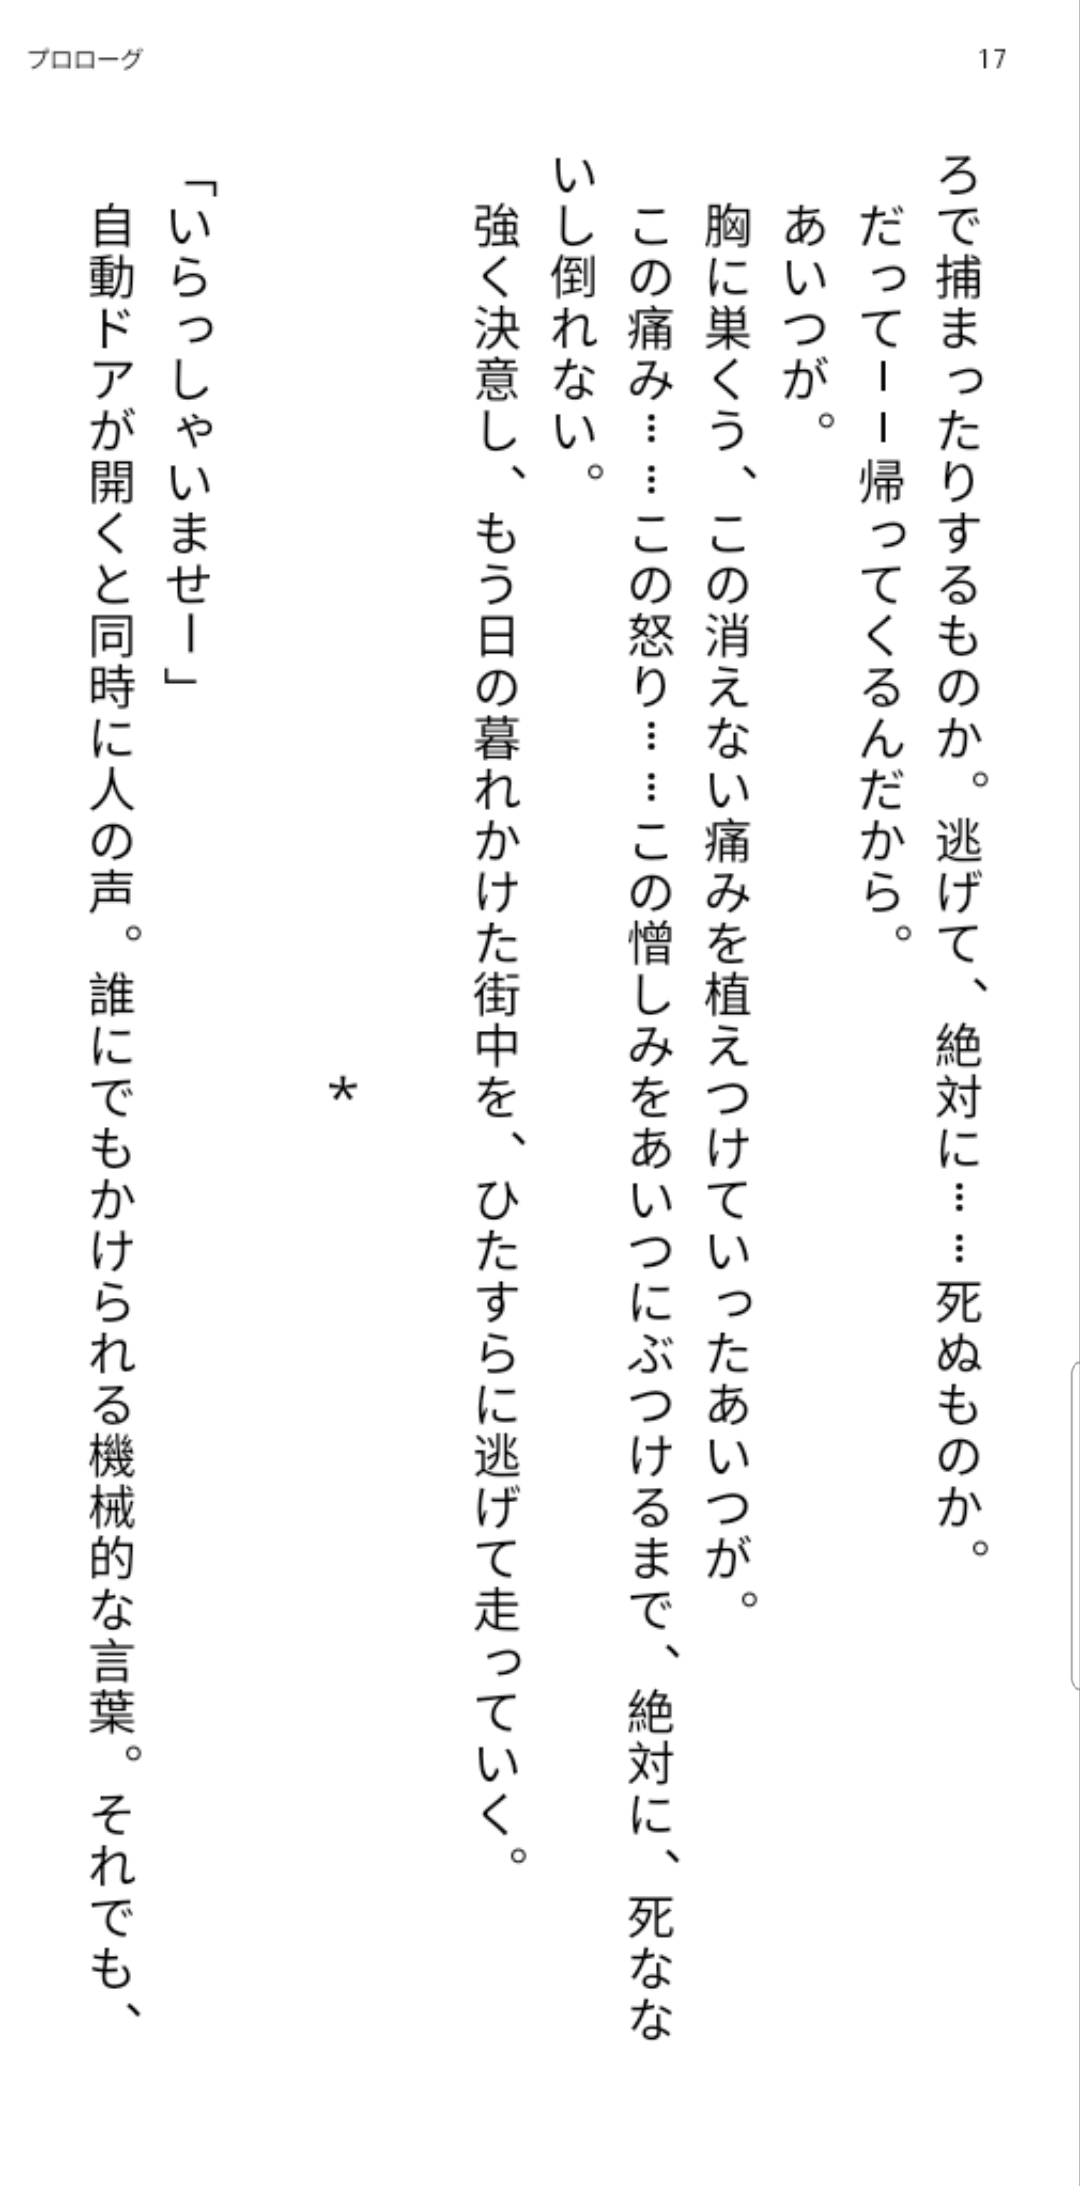 プロローグ
17
ろで捕まったりするものか。逃げて、絶対に……死ぬものか。
だってーー帰ってくるんだから。
あいつが。
胸に巣くう、この消えない痛みを植えつけていったあいつが。
この痛み……この怒り……この憎しみをあいつにぶつけるまで、絶対に、死なな
いし倒れない。
強く決意し、もう日の暮れかけた街中を、ひたすらに逃げて走っていく。
*
「いらっしゃいませー」
自動ドアが開くと同時に人の声。誰にでもかけられる機械的な言葉。それでも、